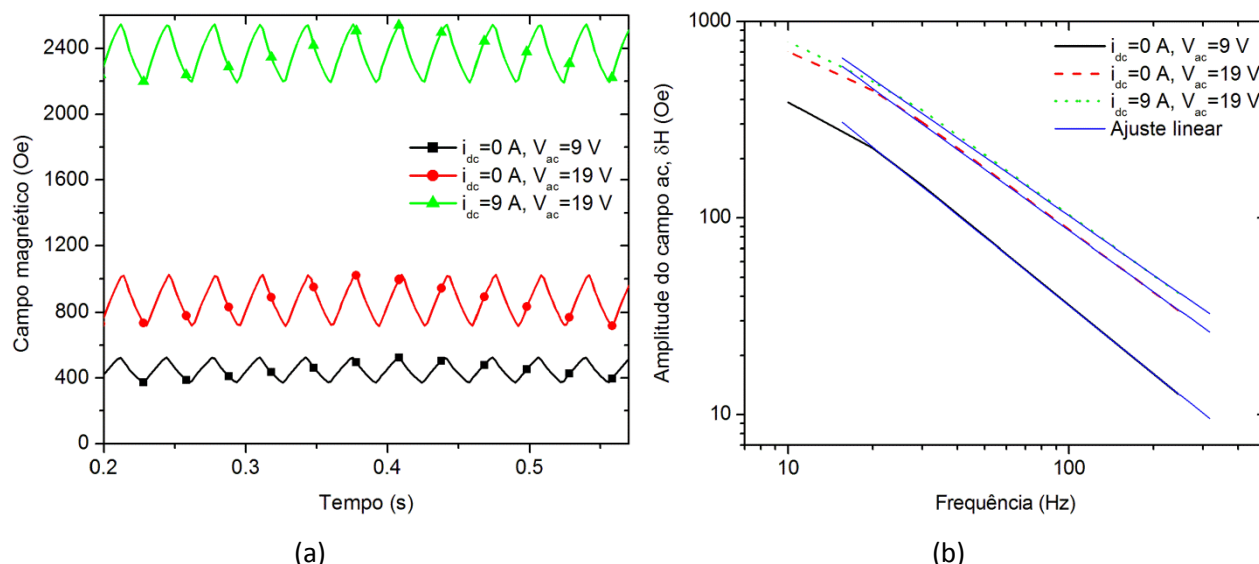 2400
2000
1600
1200
800
400
0
0.2
0.3
0.4
0.5
Campo magnético (Oe)
Tempo (s)
i_dc=0 A, V_ac=9 V
i_dc=0 A, V_ac=19 V
i_dc=9 A, V_ac=19 V
(a)
1000
100
10
10
100
Amplitude do campo ac, δH (Oe)
Frequência (Hz)
i_dc=0 A, V_ac=9 V
i_dc=0 A, V_ac=19 V
i_dc=9 A, V_ac=19 V
Ajuste linear
(b)